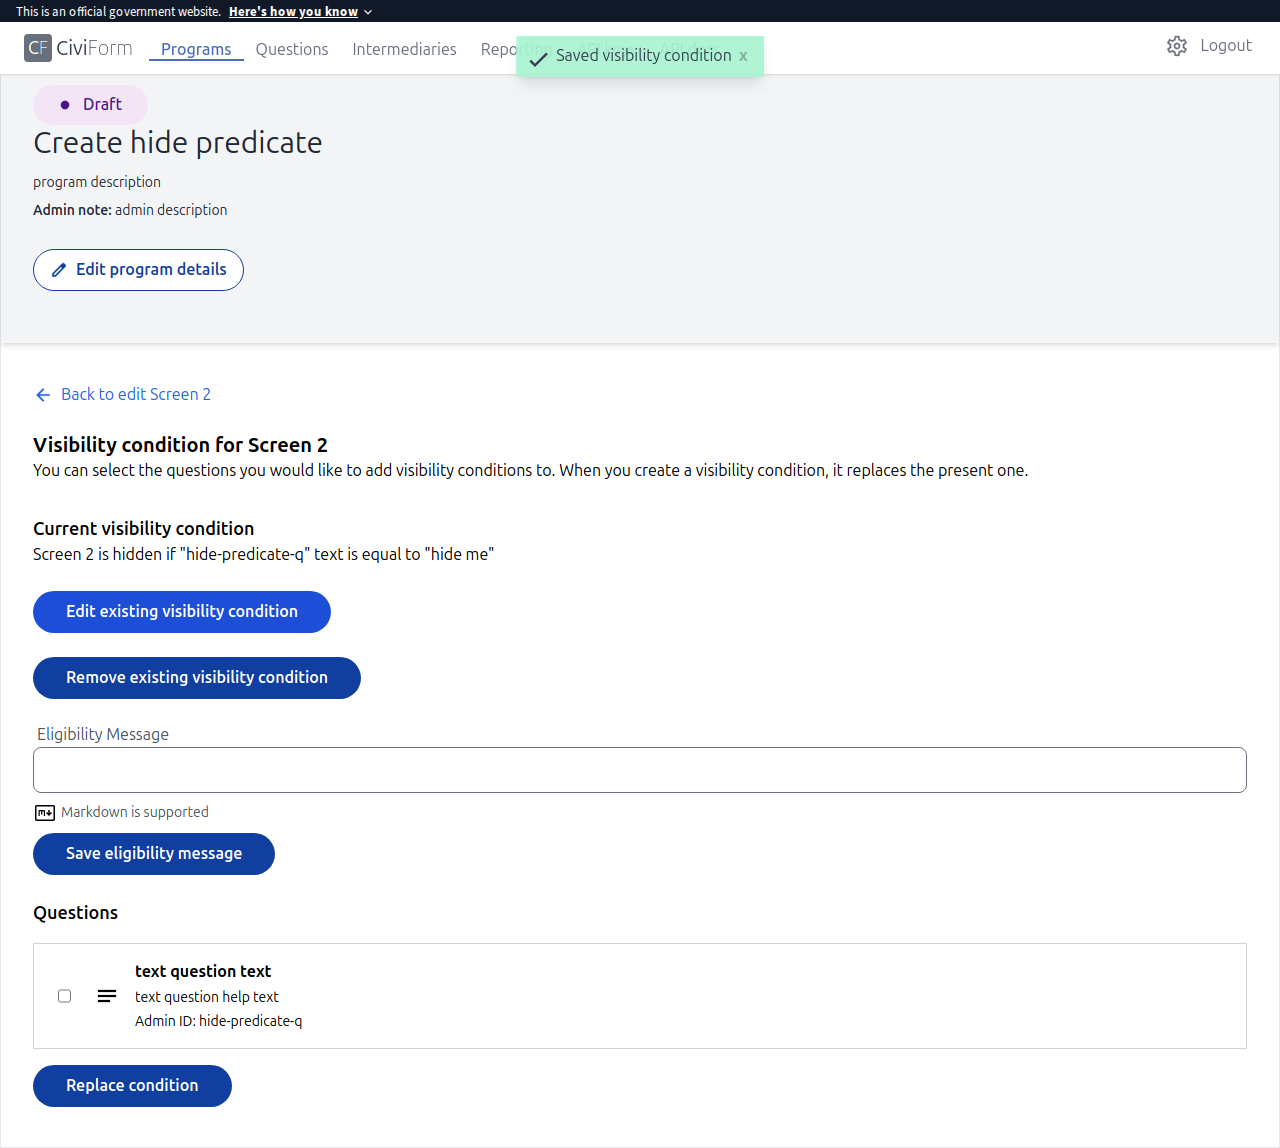 This is an official government website. Here's how you know
CF CiviForm Programs Questions Intermediaries Reporting Logout
Saved visibility condition x
Draft
Create hide predicate
program description
Admin note: admin description
Edit program details
Back to edit Screen 2
Visibility condition for Screen 2
You can select the questions you would like to add visibility conditions to. When you create a visibility condition, it replaces the present one.
Current visibility condition
Screen 2 is hidden if "hide-predicate-q" text is equal to "hide me"
Edit existing visibility condition
Remove existing visibility condition
Eligibility Message
Markdown is supported
Save eligibility message
Questions
text question text
text question help text
Admin ID: hide-predicate-q
Replace condition